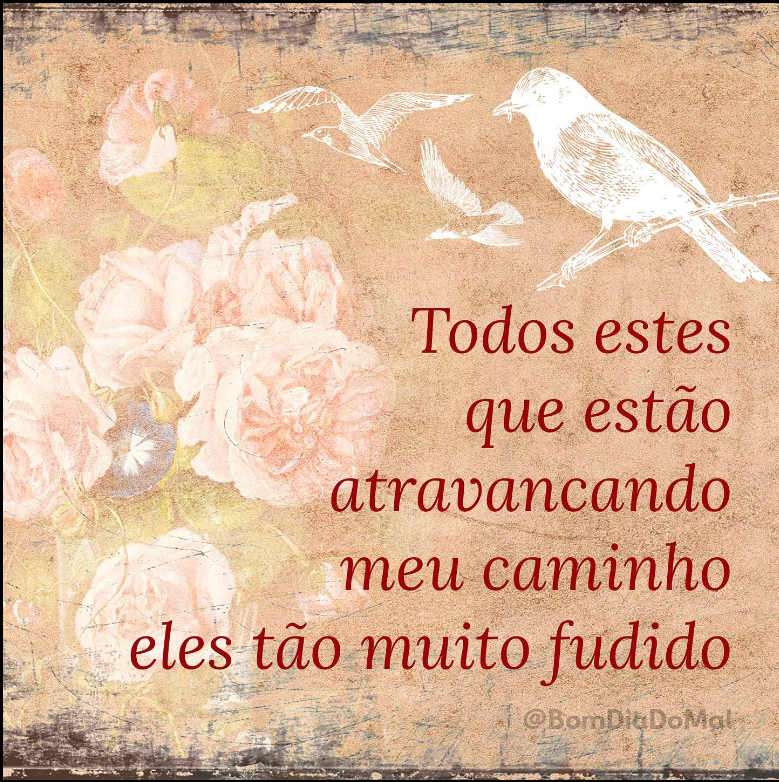 Todos estes
que estão
atravancando
meu caminho
eles tão muito fudido
@BomDiaDoMal